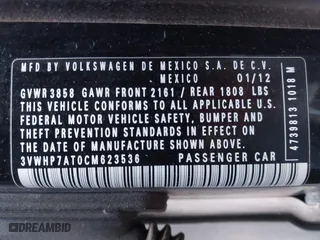 MFD BY VOLKSWAGEN DE MEXICO S.A. DE C.V.
MEXICO 01/12
GVWR 3858 GAWR FRONT 2161 / REAR 1808 LBS
THIS VEHICLE CONFORMS TO ALL APPLICABLE U.S.
FEDERAL MOTOR VEHICLE SAFETY, BUMPER AND
THEFT PREVENTION STANDARDS IN EFFECT ON
THE DATE OF MANUFACTURE SHOWN ABOVE.
3VWHP7AT0CM623536 PASSENGER CAR
4739813 1018 M
DREAMBID.COM